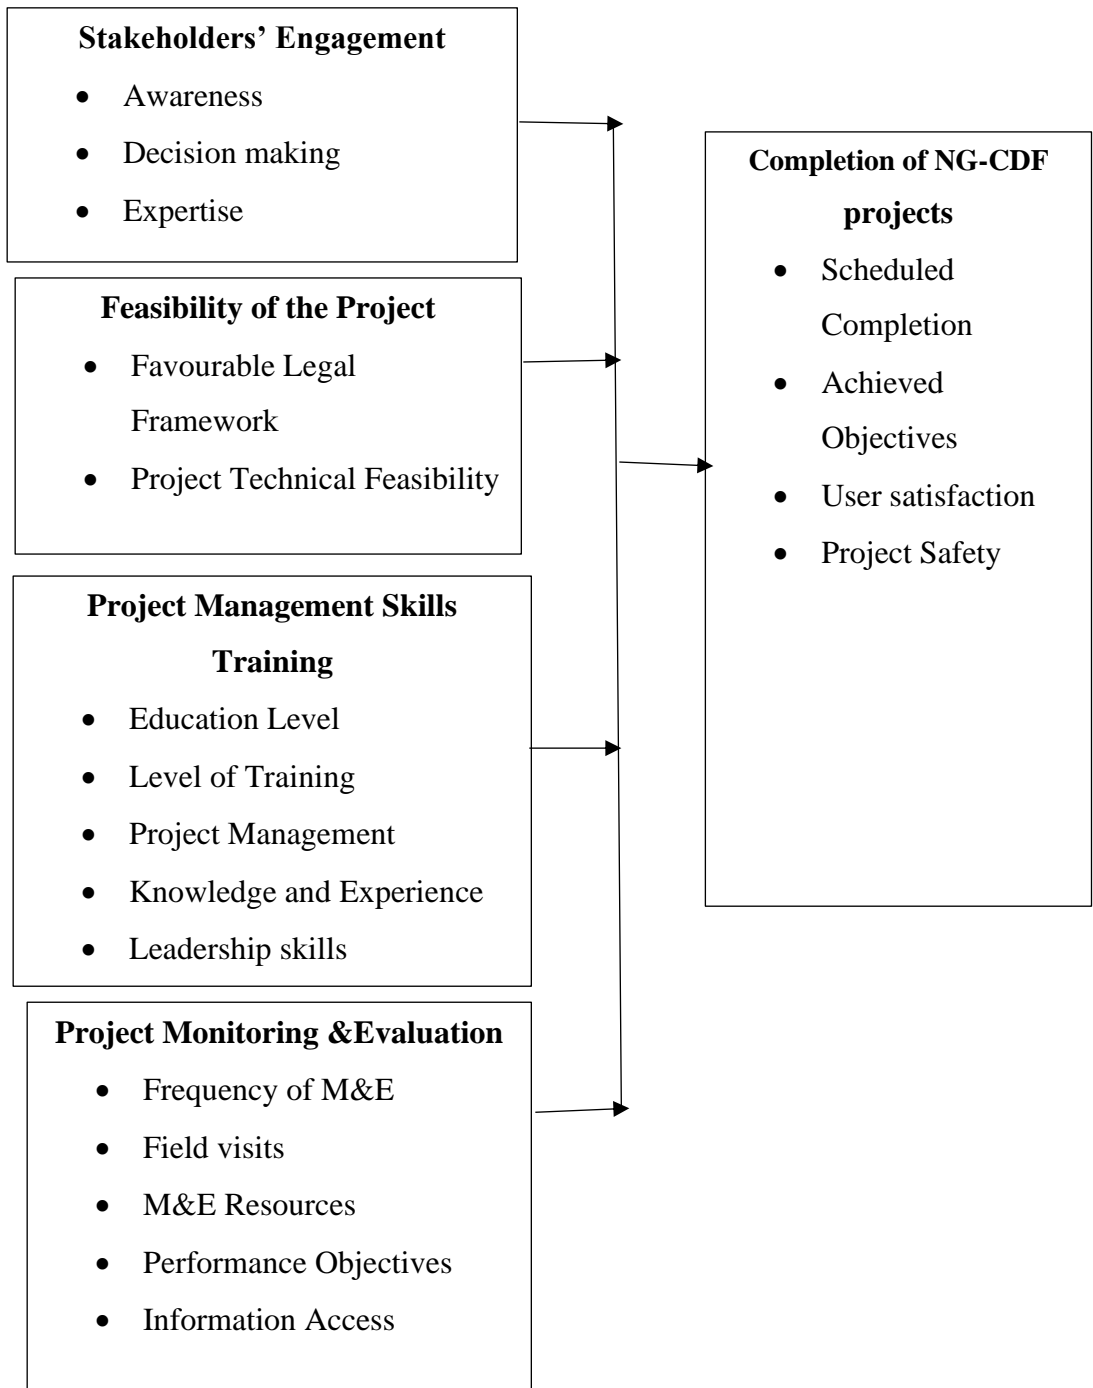 Stakeholders’ Engagement
• Awareness
• Decision making
• Expertise
Feasibility of the Project
• Favourable Legal
Framework
• Project Technical Feasibility
Project Management Skills
Training
• Education Level
• Level of Training
• Project Management
• Knowledge and Experience
• Leadership skills
Project Monitoring &Evaluation
• Frequency of M&E
• Field visits
• M&E Resources
• Performance Objectives
• Information Access
Completion of NG-CDF
projects
• Scheduled
Completion
• Achieved
Objectives
• User satisfaction
• Project Safety